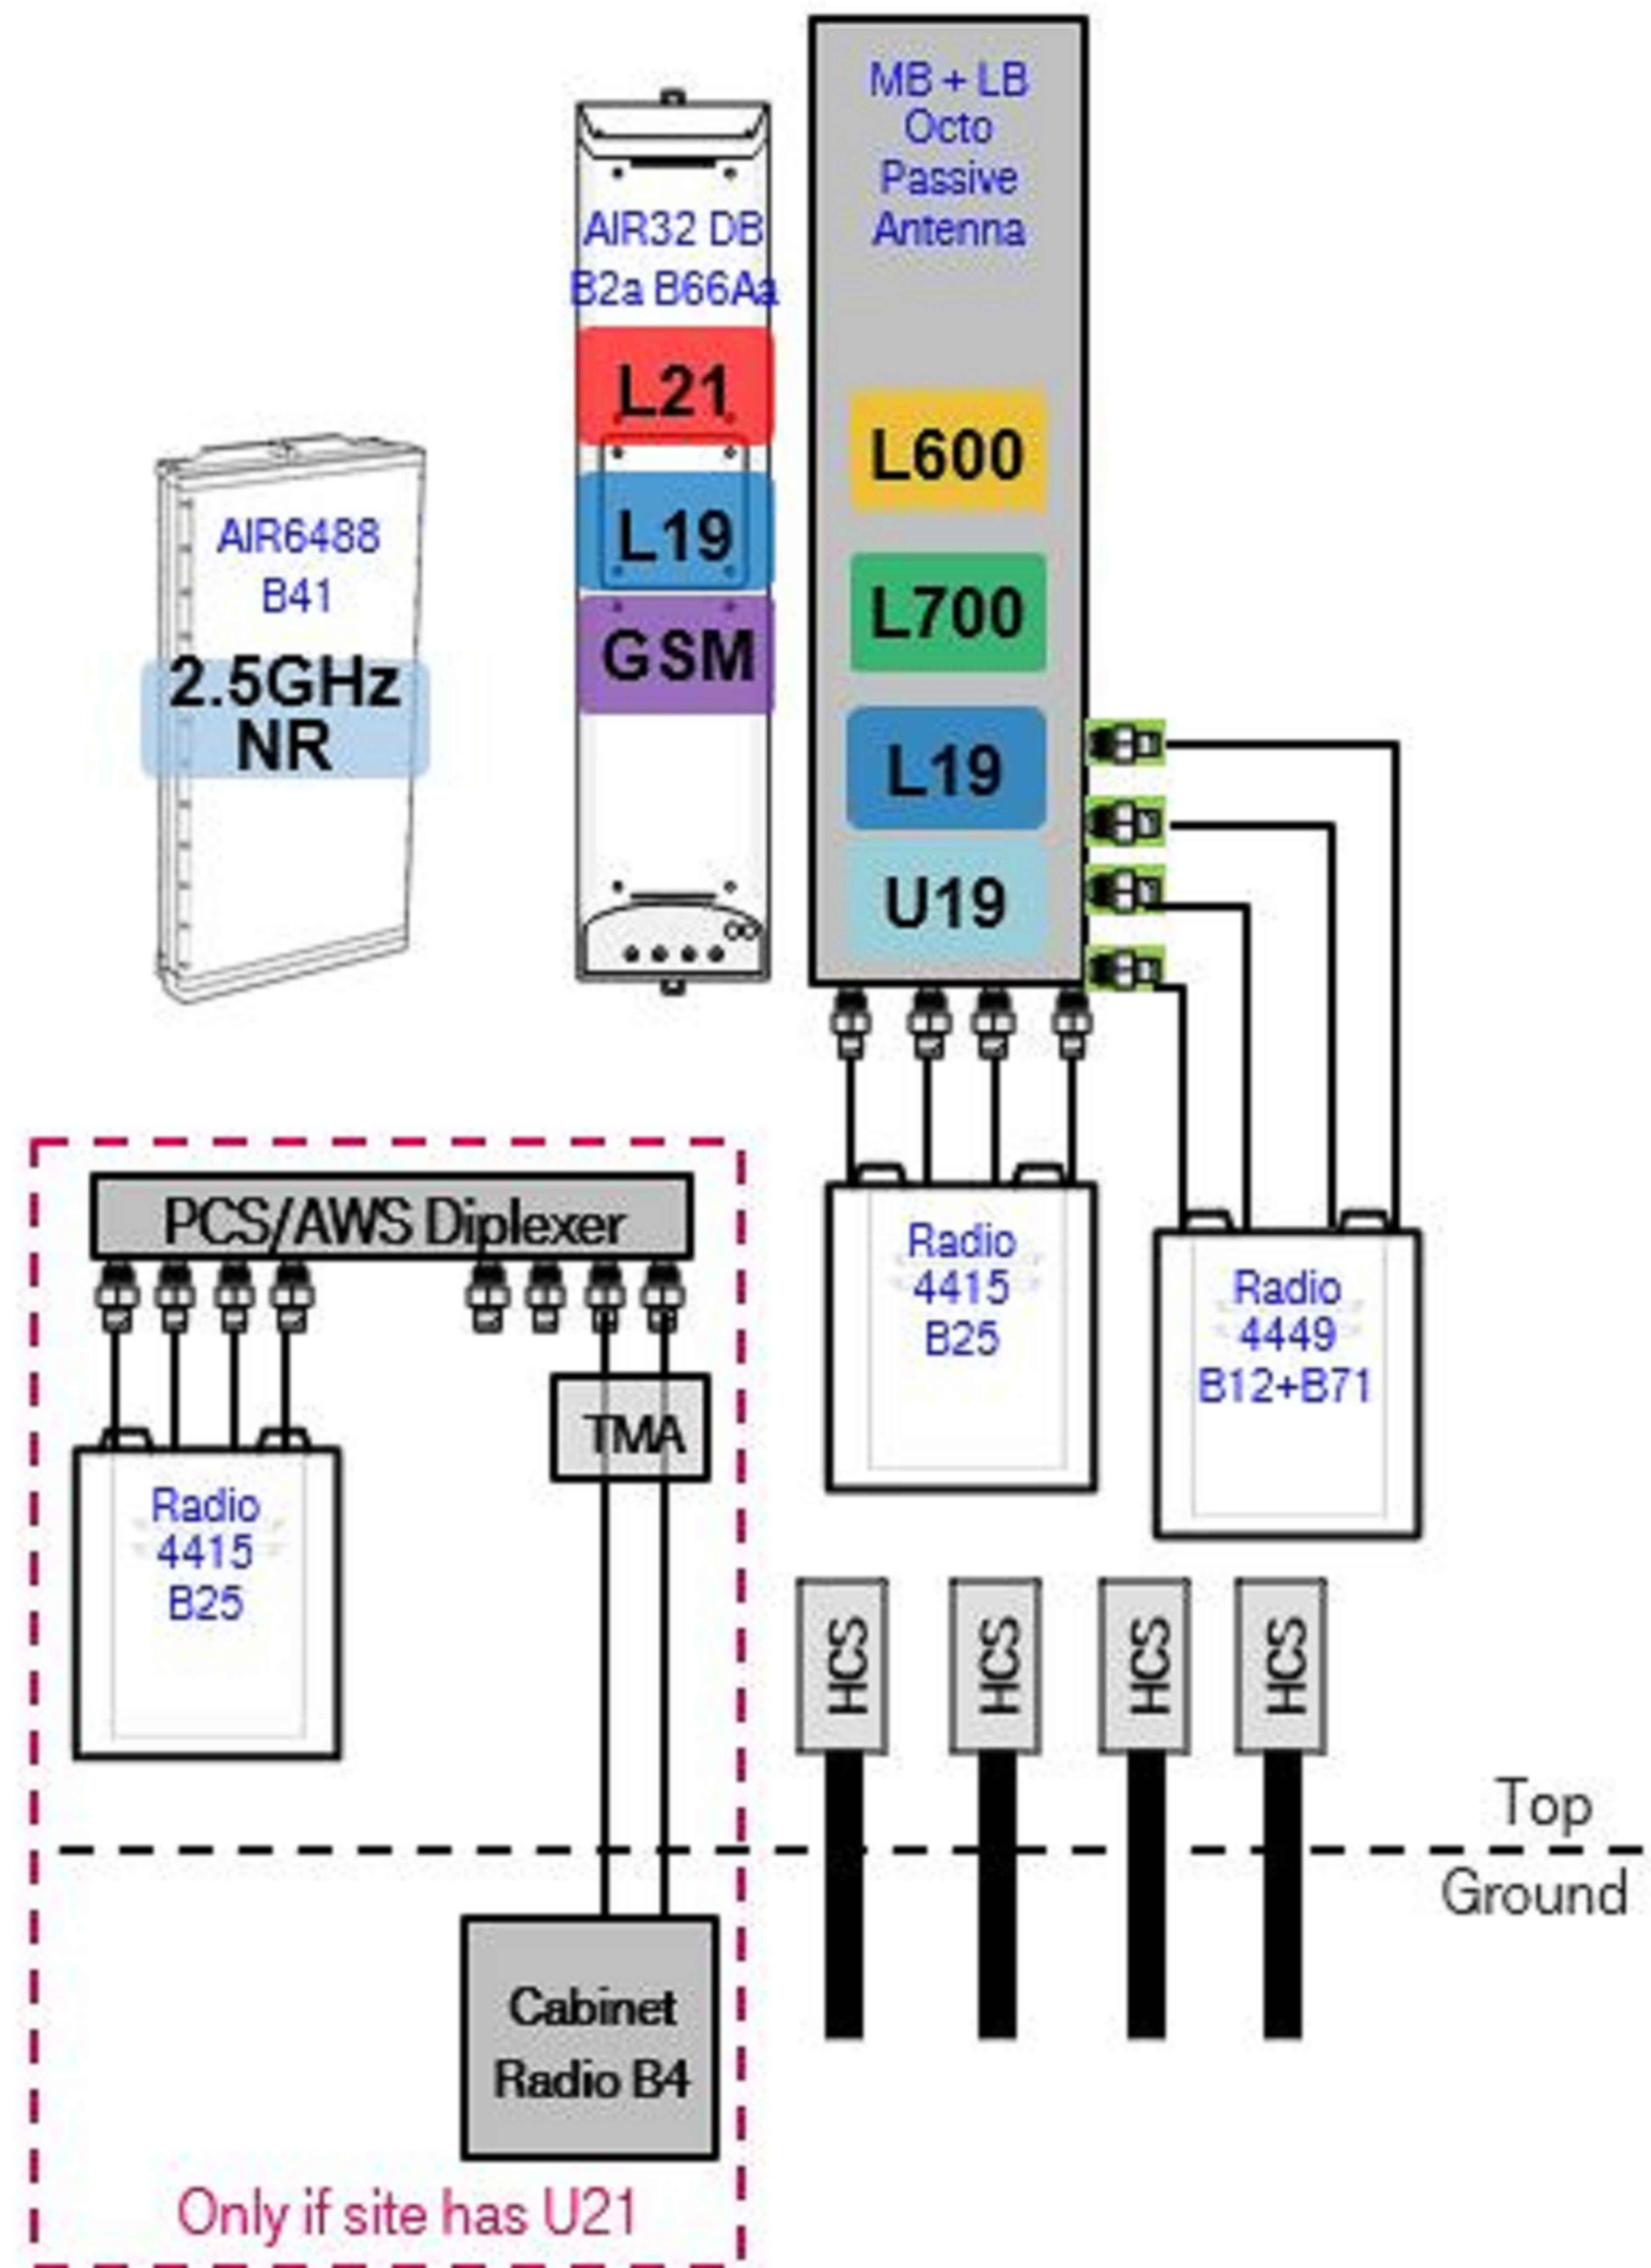 MB + LB
Octo
Passive
Antenna
AIR32 DB
B2a B66Aa
L21
L19
GSM
L600
L700
L19
U19
AIR6488
B41
2.5GHz
NR
PCS/AWS Diplexer
Radio
4415
B25
Radio
4449
B12+B71
TMA
Radio
4415
B25
HCS
HCS
HCS
HCS
Top
Ground
Cabinet
Radio B4
Only if site has U21